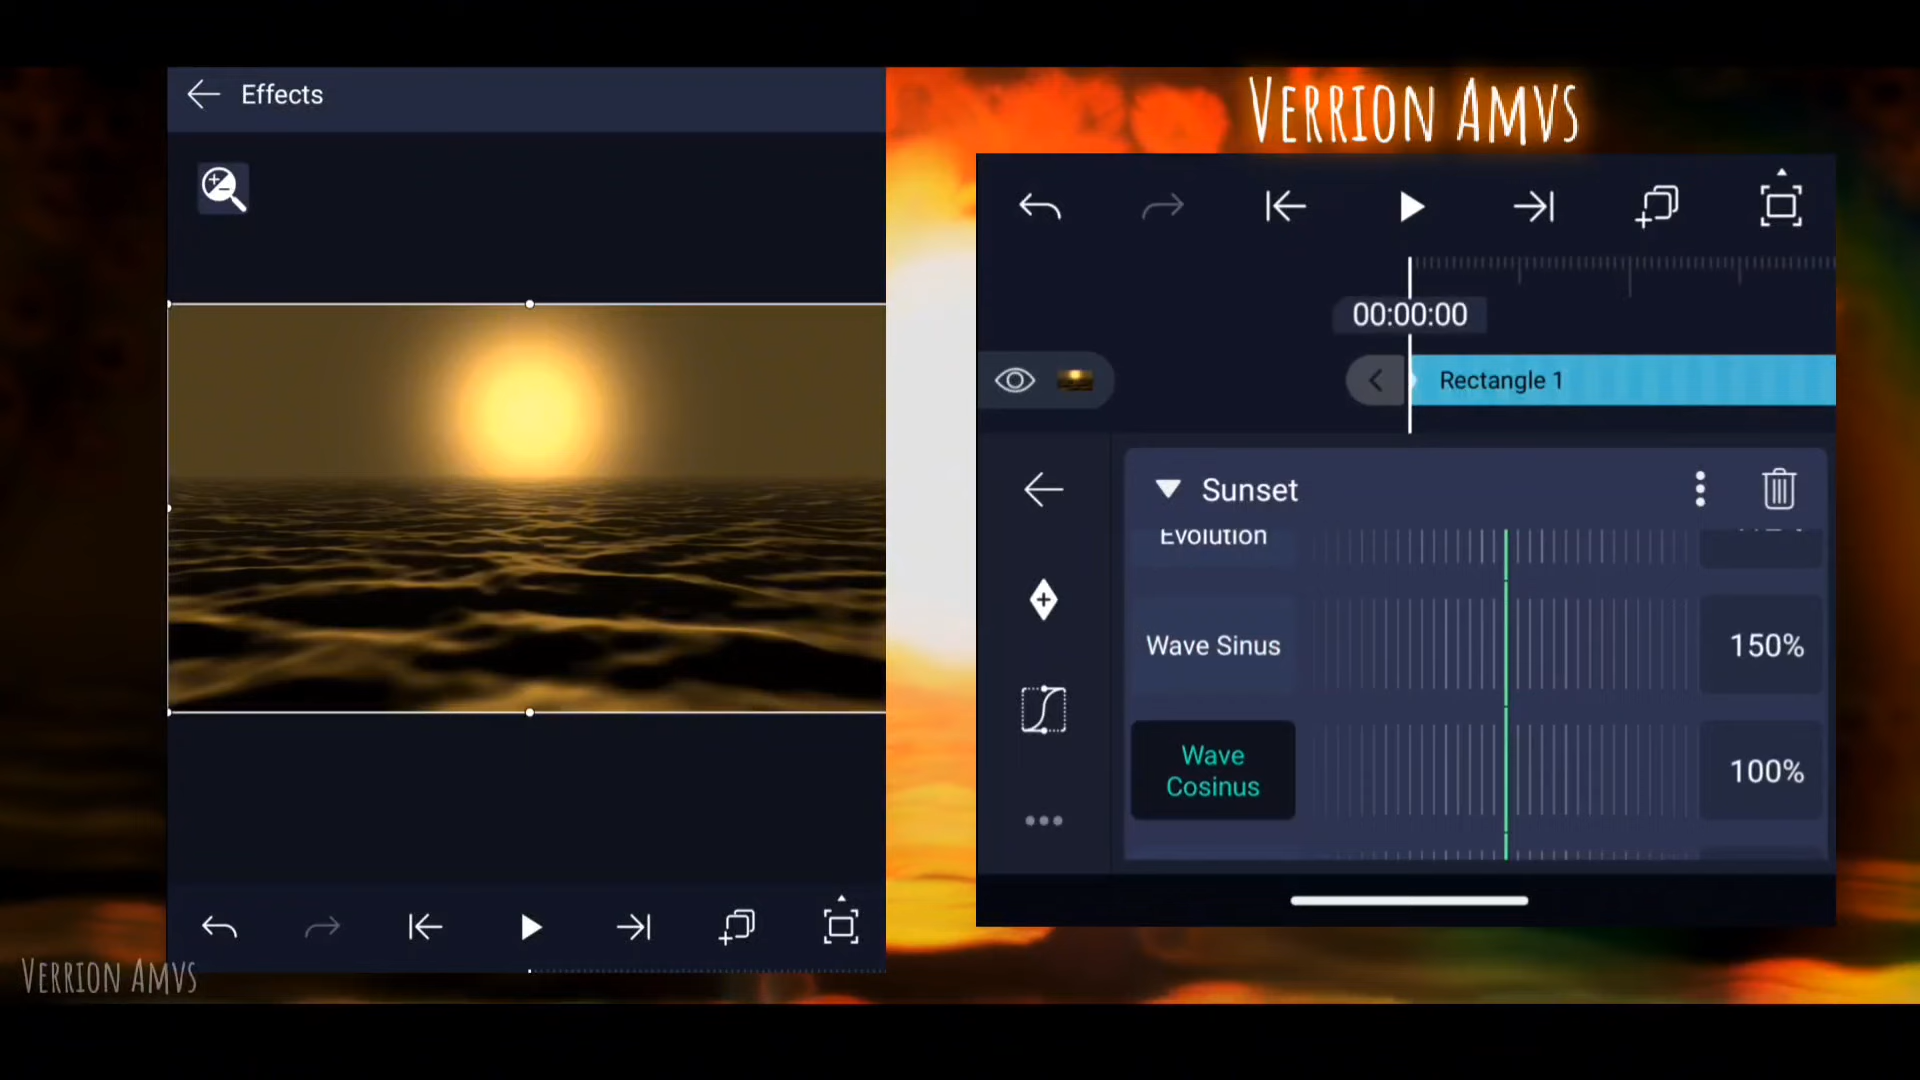 Effects
VERRION AMVS
00:00:00
Rectangle 1
Sunset
Evolution
Wave Sinus
150%
Wave
Cosinus
100%
VERRION AMVS